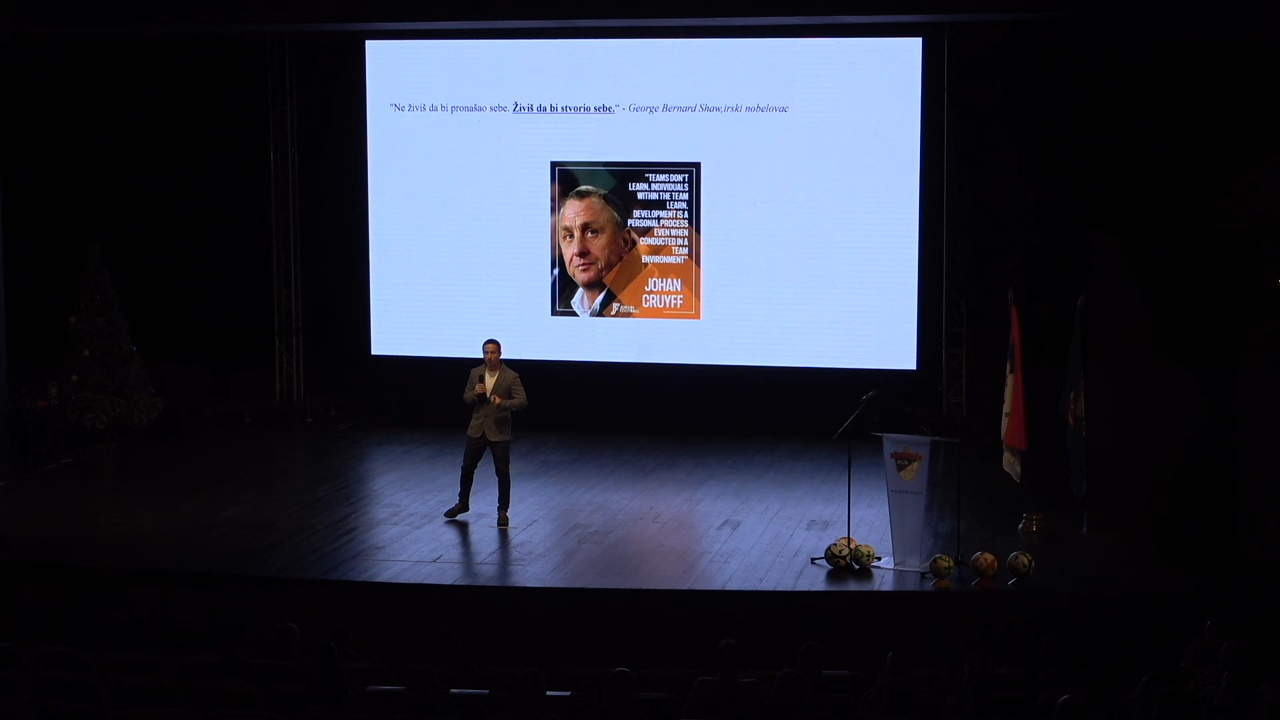 "Ne živiš da bi pronašao sebe. Živiš da bi stvorio sebe.“ - George Bernard Shaw,irski nobelovac
"TEAMS DON'T
LEARN. INDIVIDUALS
WITHIN THE TEAM
LEARN.
DEVELOPMENT IS A
PERSONAL PROCESS
EVEN WHEN
CONDUCTED IN A
TEAM
ENVIRONMENT"
JOHAN
CRUYFF